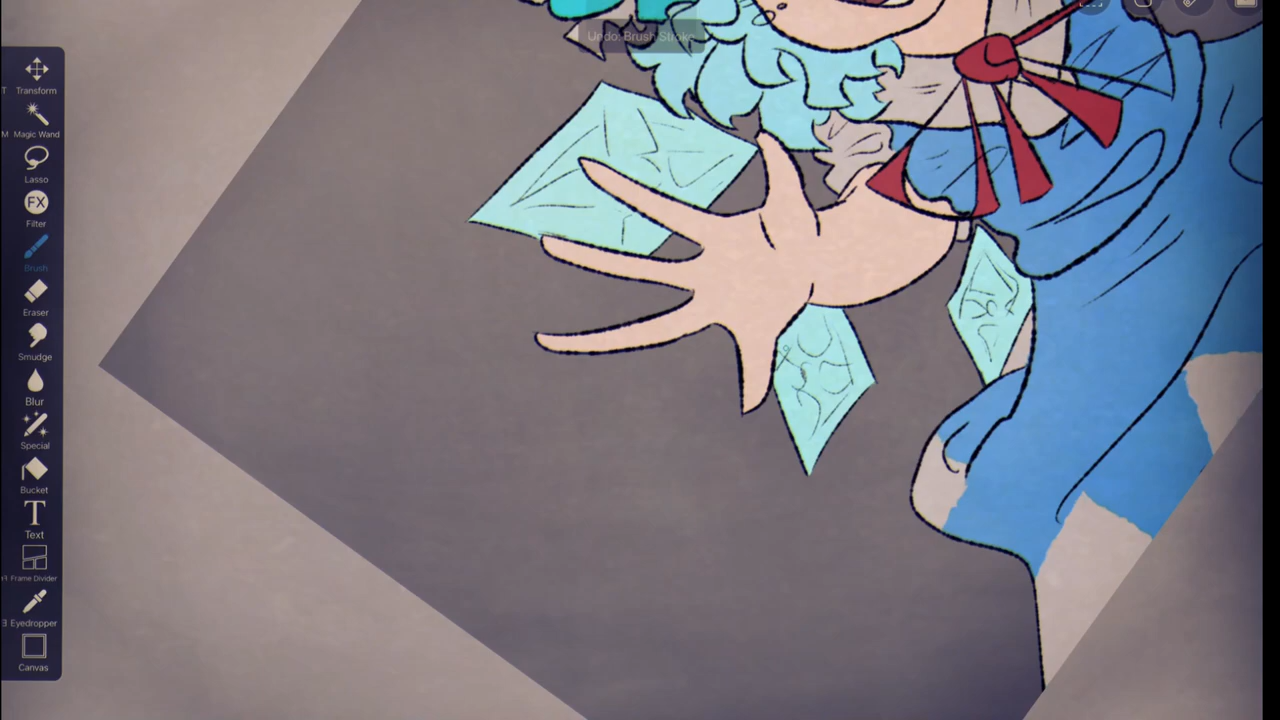 Undo: Brush Stroke
Transform
Magic Wand
Lasso
FX
Filter
Brush
Eraser
Smudge
Blur
Special
Bucket
T
Text
Frame Divider
Eyedropper
Canvas